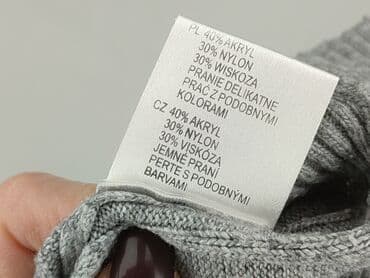 PL 40% AKRYL
30% NYLON
30% WISKOZA
PRANIE DELIKATNE
PRAĆ Z PODOBNYMI
KOLORAMI
CZ 40% AKRYL
30% NYLON
30% VISKÓZA
JEMNE PRANÍ
PERTE S PODOBNÝMI
BARVAMI